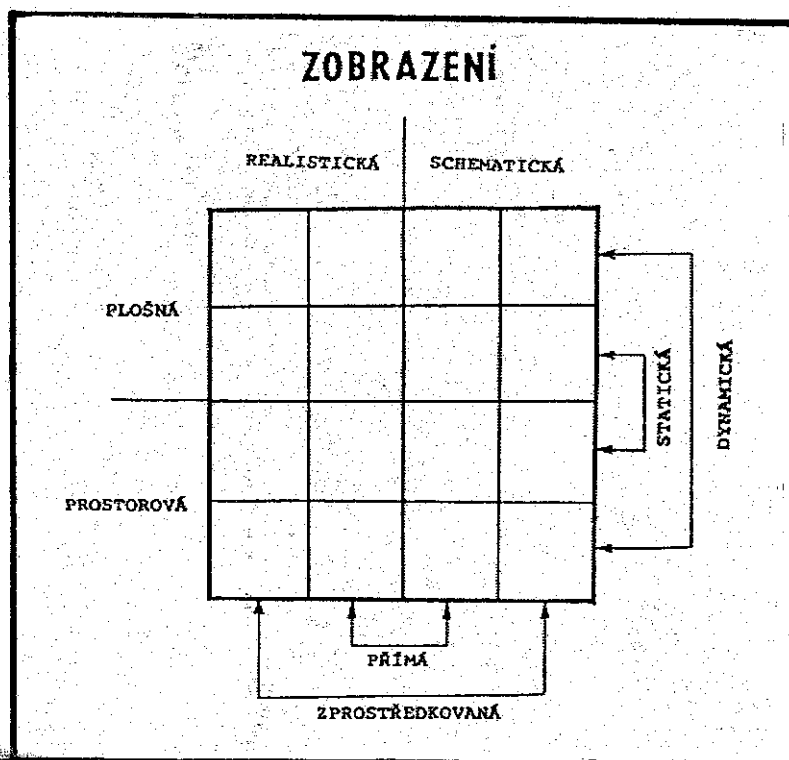 ZOBRAZENÍ
REALISTICKÁ
SCHEMATICKÁ
PLOŠNÁ
PROSTOROVÁ
STATICKÁ
DYNAMICKÁ
PŘÍMÁ
ZPROSTŘEDKOVANÁ